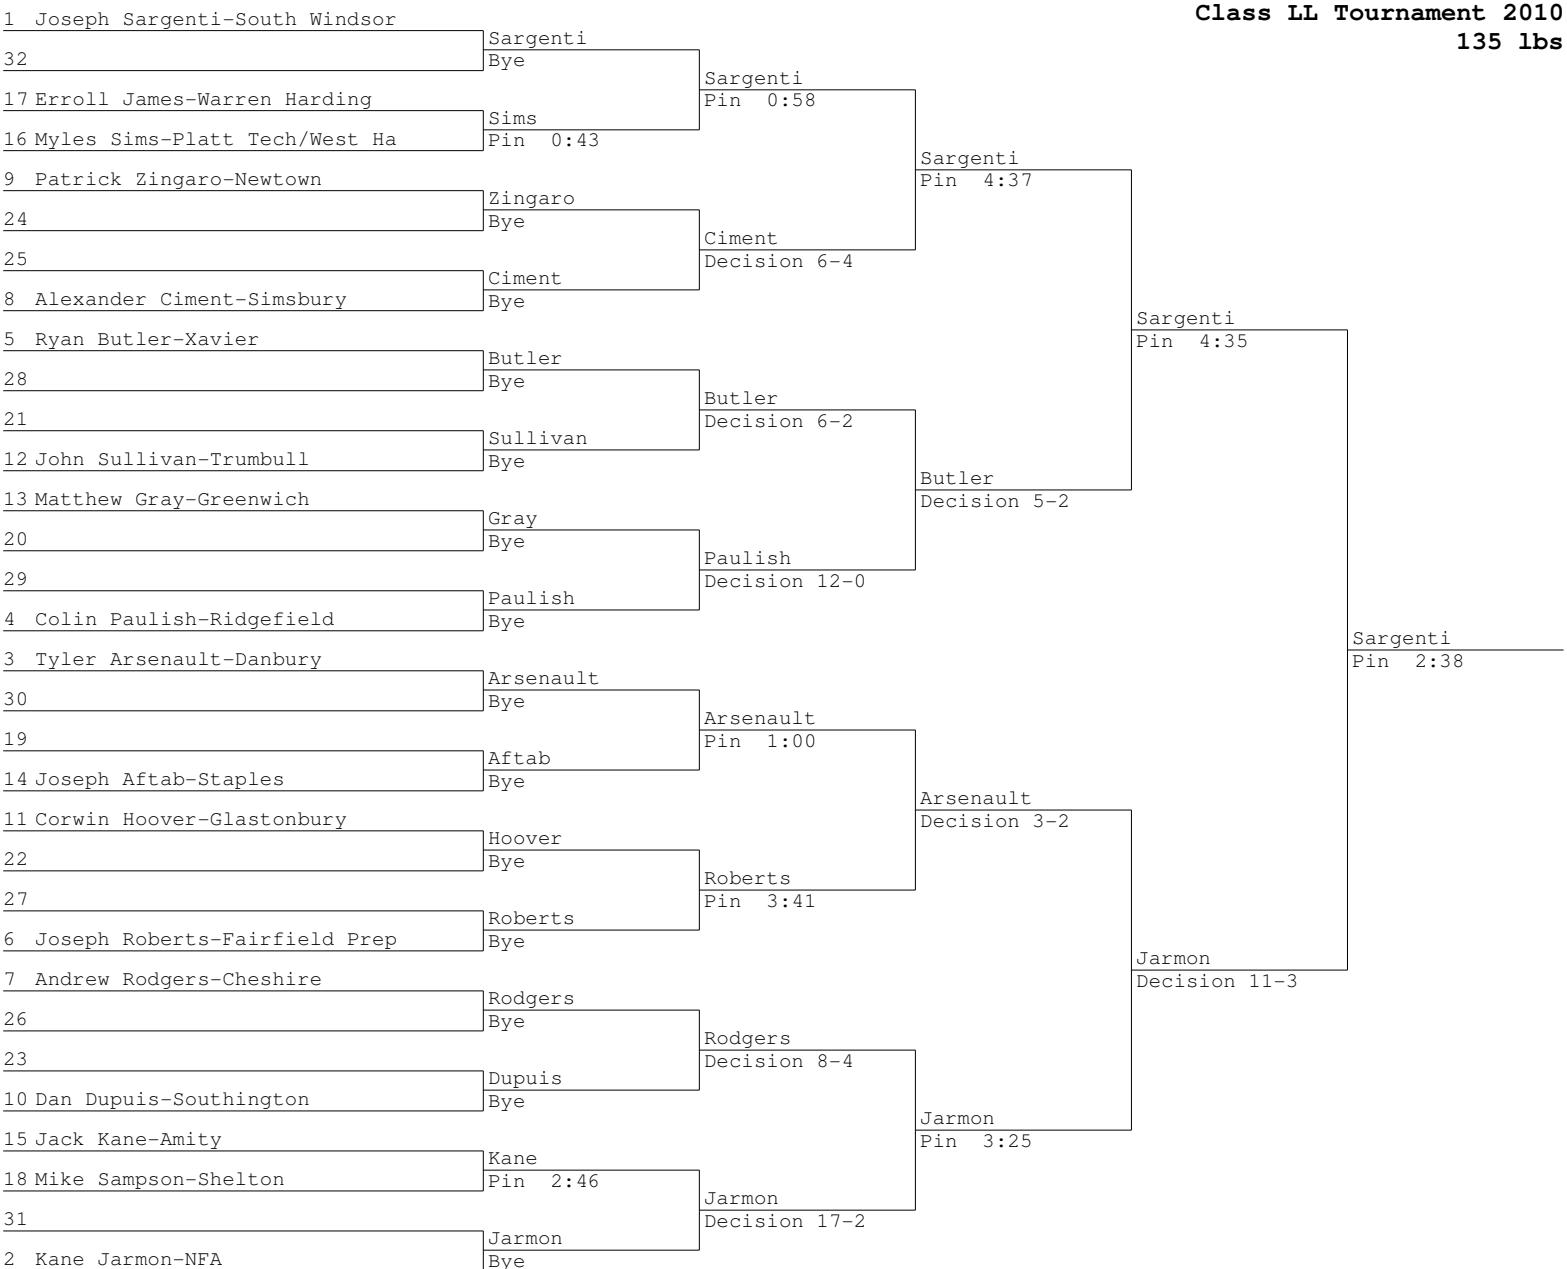 Class LL Tournament 2010
135 lbs
1 Joseph Sargenti-South Windsor
32
17 Erroll James-Warren Harding
16 Myles Sims-Platt Tech/West Ha
9 Patrick Zingaro-Newtown
24
25
8 Alexander Ciment-Simsbury
5 Ryan Butler-Xavier
28
21
12 John Sullivan-Trumbull
13 Matthew Gray-Greenwich
20
29
4 Colin Paulish-Ridgefield
3 Tyler Arsenault-Danbury
30
19
14 Joseph Aftab-Staples
11 Corwin Hoover-Glastonbury
22
27
6 Joseph Roberts-Fairfield Prep
7 Andrew Rodgers-Cheshire
26
23
10 Dan Dupuis-Southington
15 Jack Kane-Amity
18 Mike Sampson-Shelton
31
2 Kane Jarmon-NFA
Sargenti
Bye
Sims
Pin 0:43
Zingaro
Bye
Ciment
Bye
Butler
Bye
Sullivan
Bye
Gray
Bye
Paulish
Bye
Arsenault
Bye
Aftab
Bye
Hoover
Bye
Roberts
Bye
Rodgers
Bye
Dupuis
Bye
Kane
Pin 2:46
Jarmon
Bye
Sargenti
Pin 0:58
Ciment
Decision 6-4
Butler
Decision 6-2
Paulish
Decision 12-0
Arsenault
Pin 1:00
Roberts
Pin 3:41
Rodgers
Decision 8-4
Jarmon
Decision 17-2
Sargenti
Pin 4:37
Butler
Decision 5-2
Arsenault
Decision 3-2
Jarmon
Pin 3:25
Sargenti
Pin 4:35
Jarmon
Decision 11-3
Sargenti
Pin 2:38